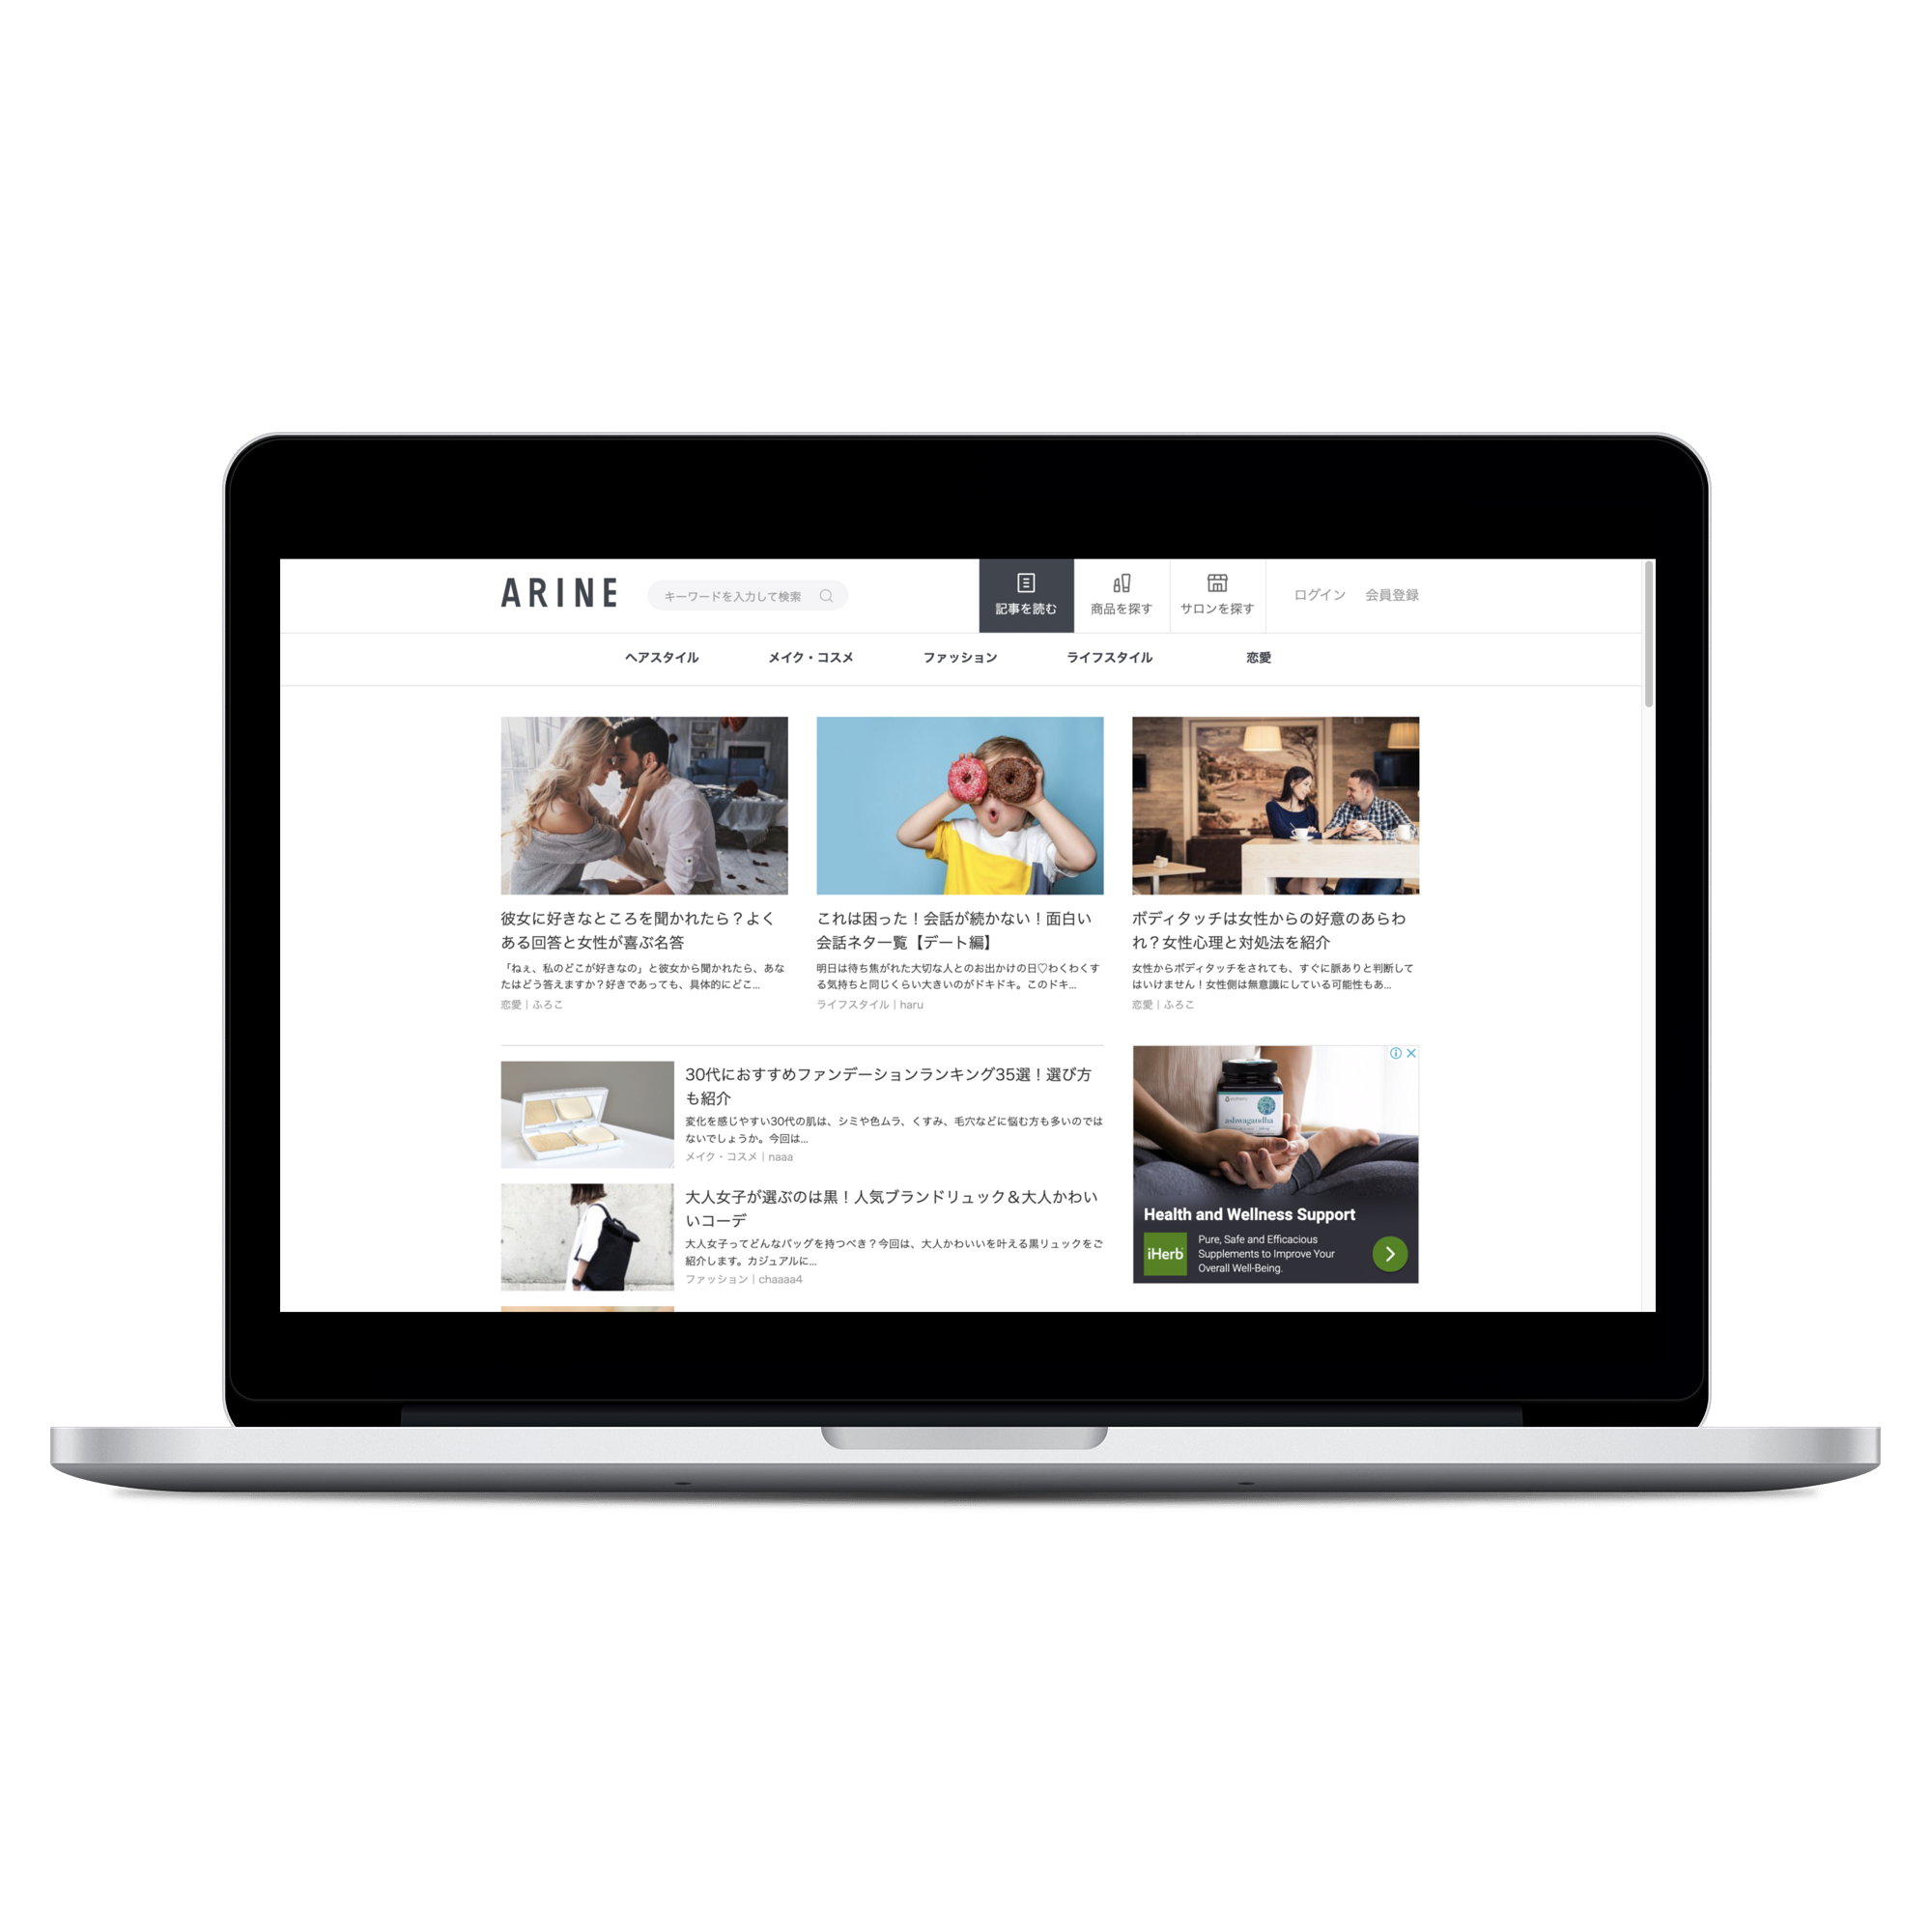 ARINE
キーワードを入力して検索
記事を読む
商品を探す
サロンを探す
ログイン
会員登録
ヘアスタイル
メイク・コスメ
ファッション
ライフスタイル
恋愛
彼女に好きなところを聞かれたら？よく
ある回答と女性が喜ぶ名答
「ねぇ、私のどこが好きなの」と彼女から聞かれたら、あな
たはどう答えますか？好きであっても、具体的にどこ...
恋愛｜ふろこ
これは困った！会話が続かない！面白い
会話ネタ一覧【デート編】
明日は待ち焦がれた大切な人とのお出かけの日♡わくわくす
る気持ちと同じくらい大きいのがドキドキ。このドキ...
ライフスタイル｜haru
ボディタッチは女性からの好意のあらわ
れ？女性心理と対処法を紹介
女性からボディタッチをされても、すぐに脈ありと判断して
はいけません！女性側は無意識にしている可能性もあ...
恋愛｜ふろこ
30代におすすめファンデーションランキング35選！選び方
も紹介
変化を感じやすい30代の肌は、シミや色ムラ、くすみ、毛穴などに悩む方も多いのでは
ないでしょうか。今回は...
メイク・コスメ｜naaa
大人女子が選ぶのは黒！人気ブランドリュック＆大人かわい
いコーデ
大人女子ってどんなバッグを持つべき？今回は、大人かわいいを叶える黒リュックをご
紹介します。カジュアルに...
ファッション｜chaaaa4
ashwagandha
Health and Wellness Support
iHerb
Pure, Safe and Efficacious
Supplements to Improve Your
Overall Well-Being.